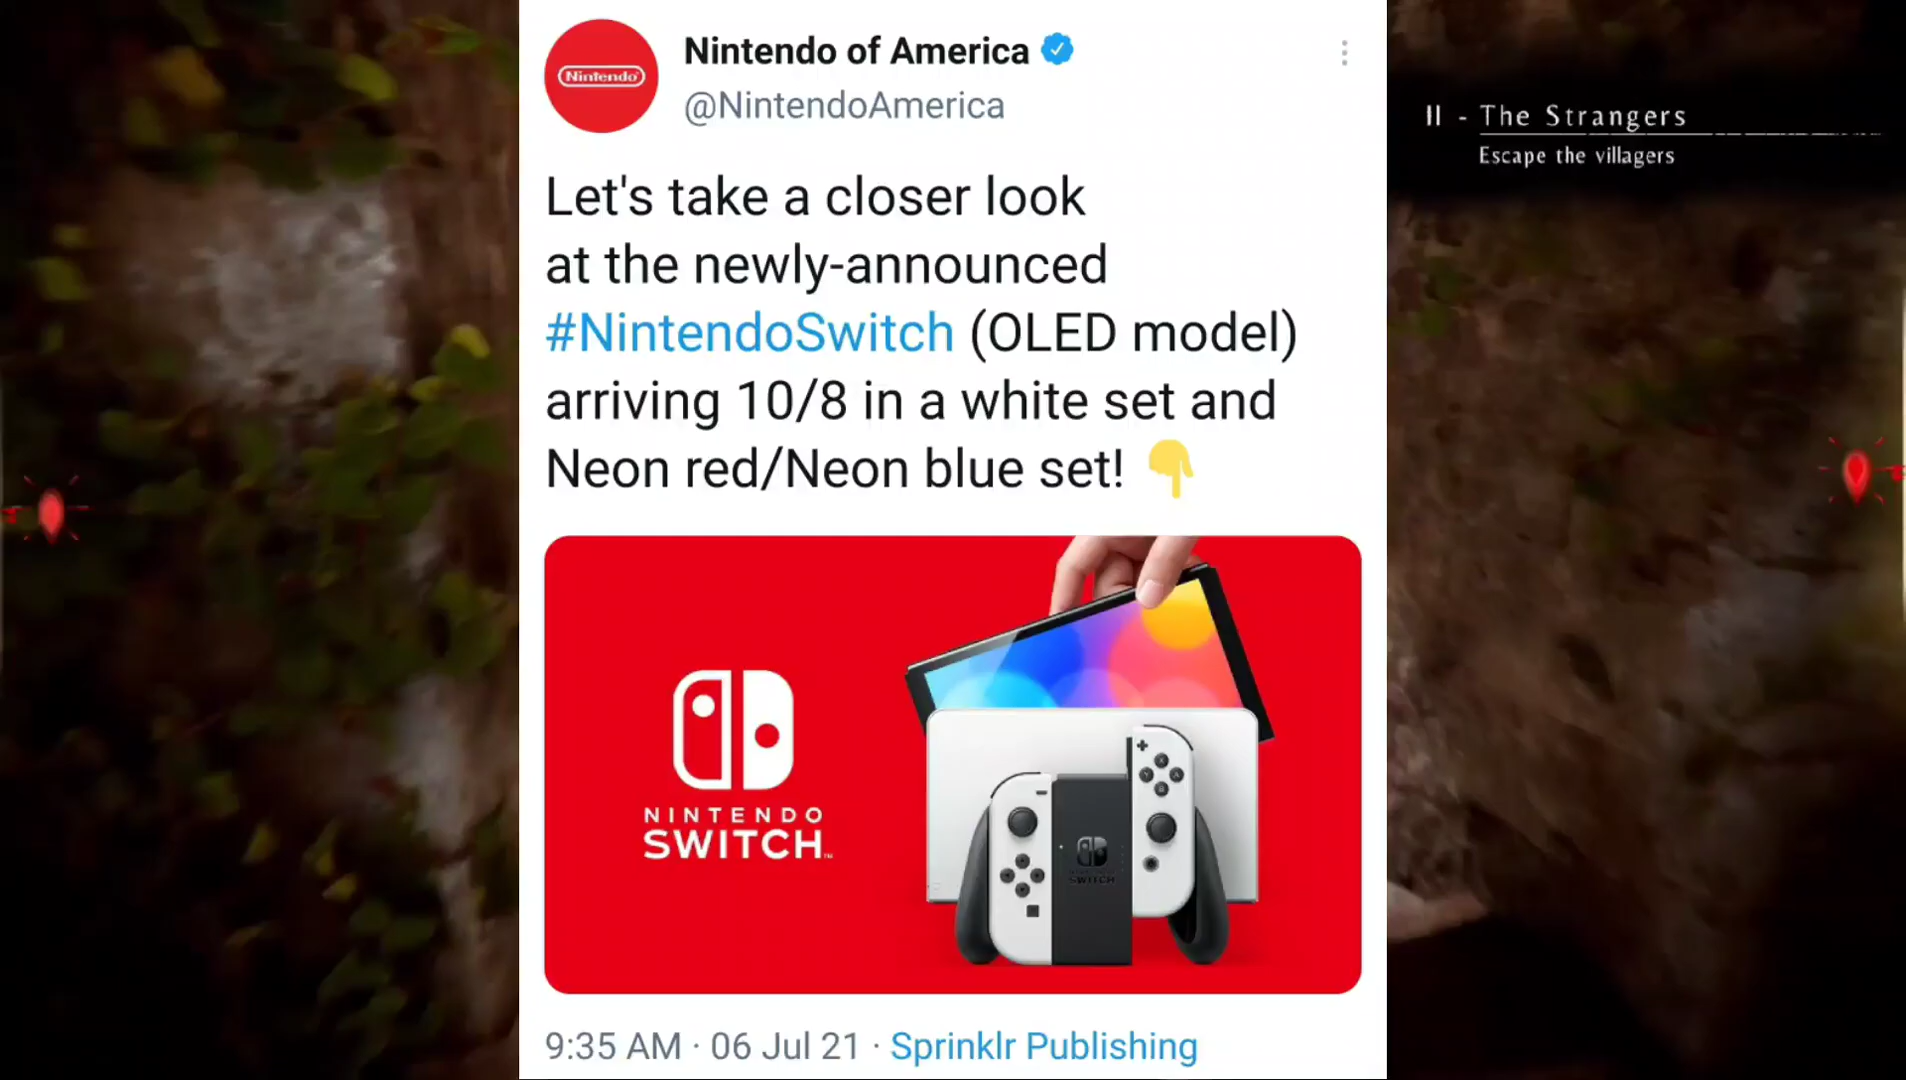 Nintendo
Nintendo of America
@NintendoAmerica
Let's take a closer look
at the newly-announced
#NintendoSwitch (OLED model)
arriving 10/8 in a white set and
Neon red/Neon blue set! 👇
NINTENDO
SWITCH™
SWITCH
9:35 AM · 06 Jul 21 · Sprinklr Publishing
II - The Strangers
Escape the villagers